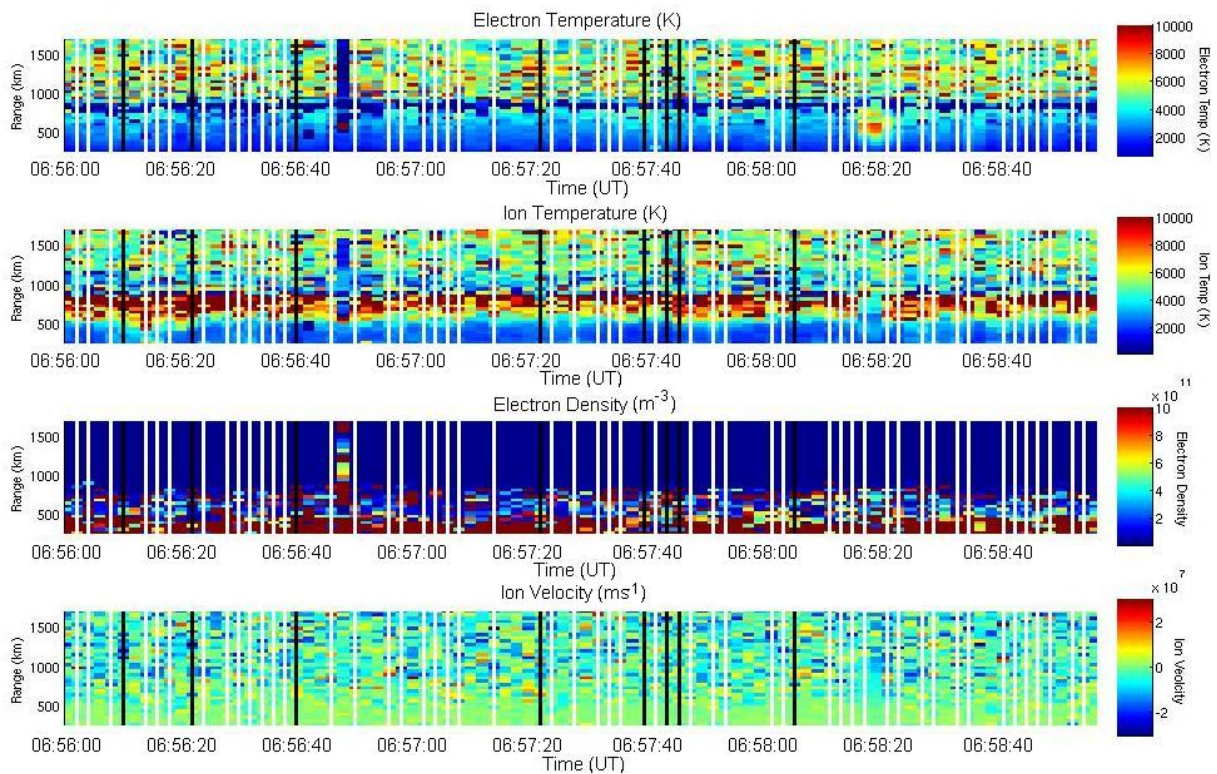 Electron Temperature (K)
10000
8000
6000
4000
2000
Electron Temp (K)
Range (km)
1500
1000
500
06:56:00 06:56:20 06:56:40 06:57:00 06:57:20 06:57:40 06:58:00 06:58:20 06:58:40
Time (UT)
Ion Temperature (K)
10000
8000
6000
4000
2000
Ion Temp (K)
Range (km)
1500
1000
500
06:56:00 06:56:20 06:56:40 06:57:00 06:57:20 06:57:40 06:58:00 06:58:20 06:58:40
Time (UT)
Electron Density (m⁻³)
x 10¹¹
10
8
6
4
2
Electron Density
Range (km)
1500
1000
500
06:56:00 06:56:20 06:56:40 06:57:00 06:57:20 06:57:40 06:58:00 06:58:20 06:58:40
Time (UT)
Ion Velocity (ms¹)
x 10⁷
2
0
-2
Ion Velocity
Range (km)
1500
1000
500
06:56:00 06:56:20 06:56:40 06:57:00 06:57:20 06:57:40 06:58:00 06:58:20 06:58:40
Time (UT)